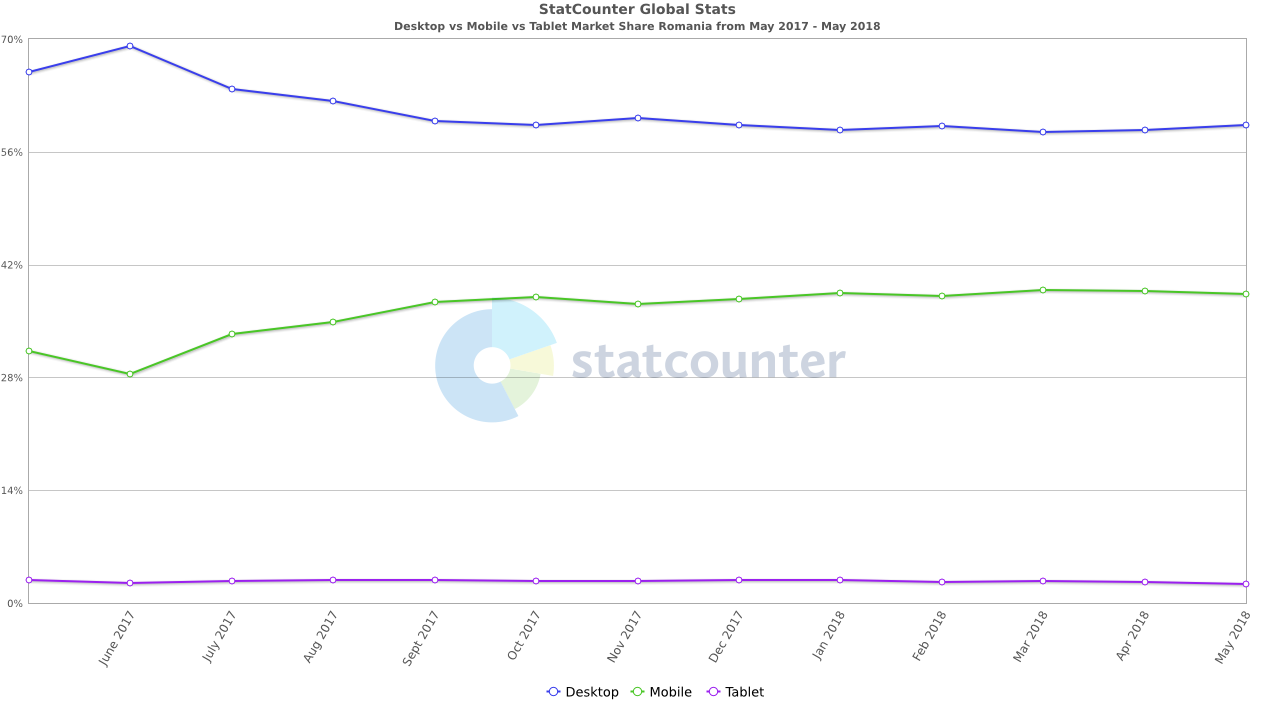 StatCounter Global Stats
Desktop vs Mobile vs Tablet Market Share Romania from May 2017 - May 2018
70%
56%
42%
statcounter
28%
14%
0%
June 2017
July 2017
Aug 2017
Sept 2017
Oct 2017
Nov 2017
Dec 2017
Jan 2018
Feb 2018
Mar 2018
Apr 2018
May 2018
Desktop Mobile Tablet